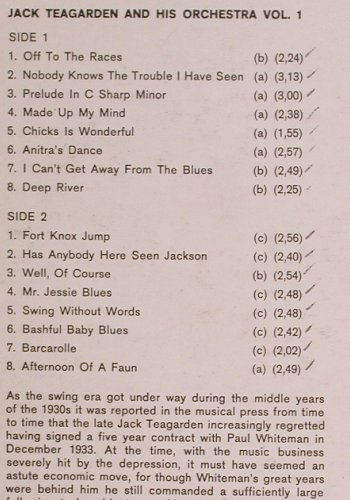 JACK TEAGARDEN AND HIS ORCHESTRA VOL. 1
SIDE 1
1. Off To The Races (b) (2,24)
2. Nobody Knows The Trouble I Have Seen (a) (3,13)
3. Prelude In C Sharp Minor (a) (3,00)
4. Made Up My Mind (a) (2,38)
5. Chicks Is Wonderful (a) (1,55)
6. Anitra's Dance (a) (2,57)
7. I Can't Get Away From The Blues (b) (2,49)
8. Deep River (b) (2,25)
SIDE 2
1. Fort Knox Jump (c) (2,56)
2. Has Anybody Here Seen Jackson (c) (2,40)
3. Well, Of Course (b) (2,54)
4. Mr. Jessie Blues (c) (2,48)
5. Swing Without Words (c) (2,48)
6. Bashful Baby Blues (c) (2,42)
7. Barcarolle (c) (2,02)
8. Afternoon Of A Faun (a) (2,49)
As the swing era got under way during the middle years
of the 1930s it was reported in the musical press from time
to time that the late Jack Teagarden increasingly regretted
having signed a five year contract with Paul Whiteman in
December 1933. At the time, with the music business
severely hit by the depression, it must have seemed an
astute economic move, for though Whiteman's great years
were behind him he still commanded a sufficiently large